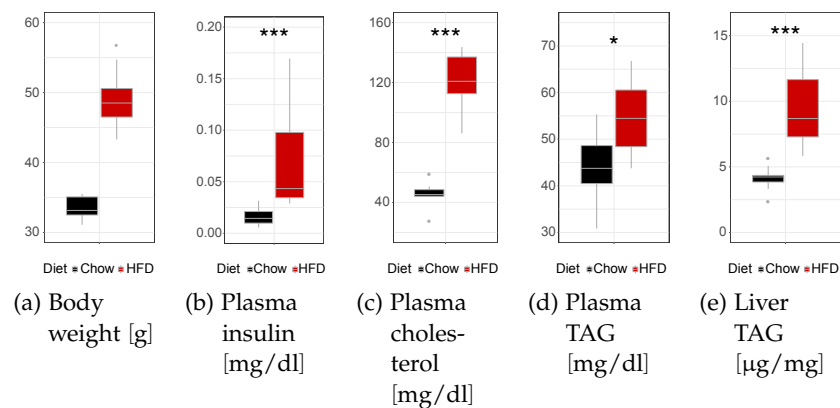 60
50
40
30
Diet Chow HFD
(a) Body
weight [g]
***
0.20
0.15
0.10
0.05
0.00
Diet Chow HFD
(b) Plasma
insulin
[mg/dl]
***
160
120
80
40
Diet Chow HFD
(c) Plasma
choles-
terol
[mg/dl]
*
70
60
50
40
30
Diet Chow HFD
(d) Plasma
TAG
[mg/dl]
***
15
10
5
0
Diet Chow HFD
(e) Liver
TAG
[µg/mg]